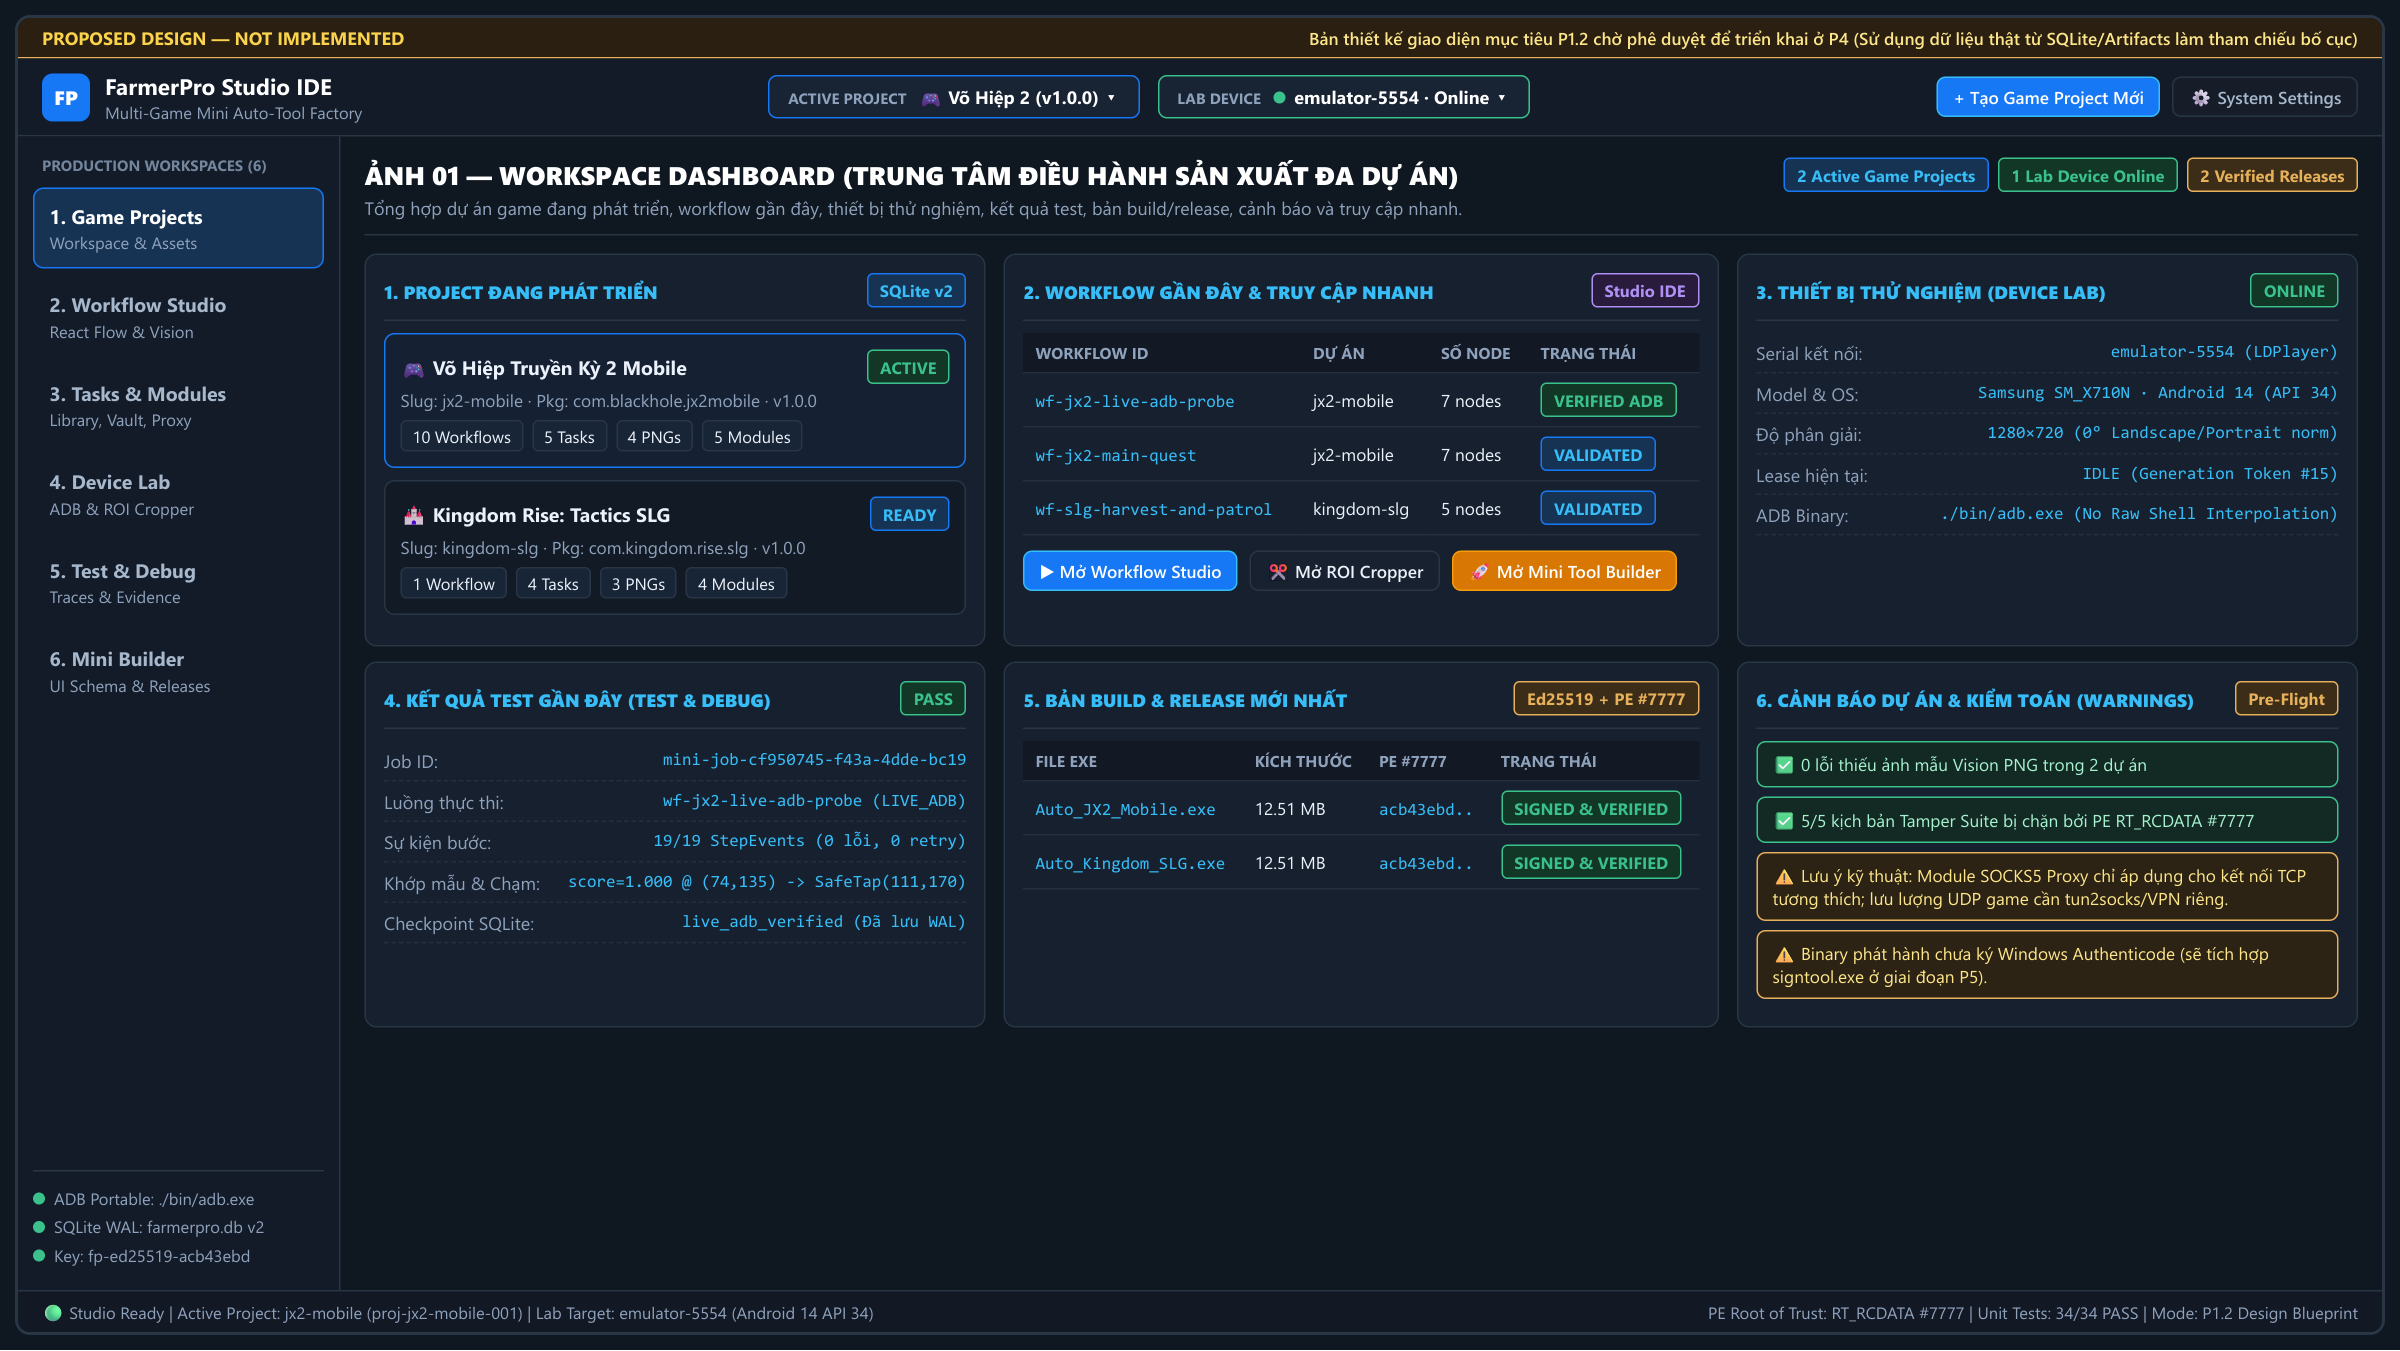 PROPOSED DESIGN — NOT IMPLEMENTED
Bản thiết kế giao diện mục tiêu P1.2 chờ phê duyệt để triển khai ở P4 (Sử dụng dữ liệu thật từ SQLite/Artifacts làm tham chiếu bố cục)
FP
FarmerPro Studio IDE
Multi-Game Mini Auto-Tool Factory
ACTIVE PROJECT 🎮 Võ Hiệp 2 (v1.0.0) ▾
LAB DEVICE ● emulator-5554 · Online ▾
+ Tạo Game Project Mới
⚙️ System Settings
PRODUCTION WORKSPACES (6)
1. Game Projects
Workspace & Assets
2. Workflow Studio
React Flow & Vision
3. Tasks & Modules
Library, Vault, Proxy
4. Device Lab
ADB & ROI Cropper
5. Test & Debug
Traces & Evidence
6. Mini Builder
UI Schema & Releases
ADB Portable: ./bin/adb.exe
SQLite WAL: farmerpro.db v2
Key: fp-ed25519-acb43ebd
ẢNH 01 — WORKSPACE DASHBOARD (TRUNG TÂM ĐIỀU HÀNH SẢN XUẤT ĐA DỰ ÁN)
Tổng hợp dự án game đang phát triển, workflow gần đây, thiết bị thử nghiệm, kết quả test, bản build/release, cảnh báo và truy cập nhanh.
2 Active Game Projects
1 Lab Device Online
2 Verified Releases
1. PROJECT ĐANG PHÁT TRIỂN
SQLite v2
🎮 Võ Hiệp Truyền Kỳ 2 Mobile
ACTIVE
Slug: jx2-mobile · Pkg: com.blackhole.jx2mobile · v1.0.0
10 Workflows
5 Tasks
4 PNGs
5 Modules
🏰 Kingdom Rise: Tactics SLG
READY
Slug: kingdom-slg · Pkg: com.kingdom.rise.slg · v1.0.0
1 Workflow
4 Tasks
3 PNGs
4 Modules
2. WORKFLOW GẦN ĐÂY & TRUY CẬP NHANH
Studio IDE
WORKFLOW ID DỰ ÁN SỐ NODE TRẠNG THÁI
wf-jx2-live-adb-probe jx2-mobile 7 nodes VERIFIED ADB
wf-jx2-main-quest jx2-mobile 7 nodes VALIDATED
wf-slg-harvest-and-patrol kingdom-slg 5 nodes VALIDATED
▶ Mở Workflow Studio
✂️ Mở ROI Cropper
🚀 Mở Mini Tool Builder
3. THIẾT BỊ THỬ NGHIỆM (DEVICE LAB)
ONLINE
Serial kết nối: emulator-5554 (LDPlayer)
Model & OS: Samsung SM_X710N · Android 14 (API 34)
Độ phân giải: 1280×720 (0° Landscape/Portrait norm)
Lease hiện tại: IDLE (Generation Token #15)
ADB Binary: ./bin/adb.exe (No Raw Shell Interpolation)
4. KẾT QUẢ TEST GẦN ĐÂY (TEST & DEBUG)
PASS
Job ID: mini-job-cf950745-f43a-4dde-bc19
Luồng thực thi: wf-jx2-live-adb-probe (LIVE_ADB)
Sự kiện bước: 19/19 StepEvents (0 lỗi, 0 retry)
Khớp mẫu & Chạm: score=1.000 @ (74,135) -> SafeTap(111,170)
Checkpoint SQLite: live_adb_verified (Đã lưu WAL)
5. BẢN BUILD & RELEASE MỚI NHẤT
Ed25519 + PE #7777
FILE EXE KÍCH THƯỚC PE #7777 TRẠNG THÁI
Auto_JX2_Mobile.exe 12.51 MB acb43ebd.. SIGNED & VERIFIED
Auto_Kingdom_SLG.exe 12.51 MB acb43ebd.. SIGNED & VERIFIED
6. CẢNH BÁO DỰ ÁN & KIỂM TOÁN (WARNINGS)
Pre-Flight
✅ 0 lỗi thiếu ảnh mẫu Vision PNG trong 2 dự án
✅ 5/5 kịch bản Tamper Suite bị chặn bởi PE RT_RCDATA #7777
⚠️ Lưu ý kỹ thuật: Module SOCKS5 Proxy chỉ áp dụng cho kết nối TCP
tương thích; lưu lượng UDP game cần tun2socks/VPN riêng.
⚠️ Binary phát hành chưa ký Windows Authenticode (sẽ tích hợp
signtool.exe ở giai đoạn P5).
Studio Ready | Active Project: jx2-mobile (proj-jx2-mobile-001) | Lab Target: emulator-5554 (Android 14 API 34)
PE Root of Trust: RT_RCDATA #7777 | Unit Tests: 34/34 PASS | Mode: P1.2 Design Blueprint